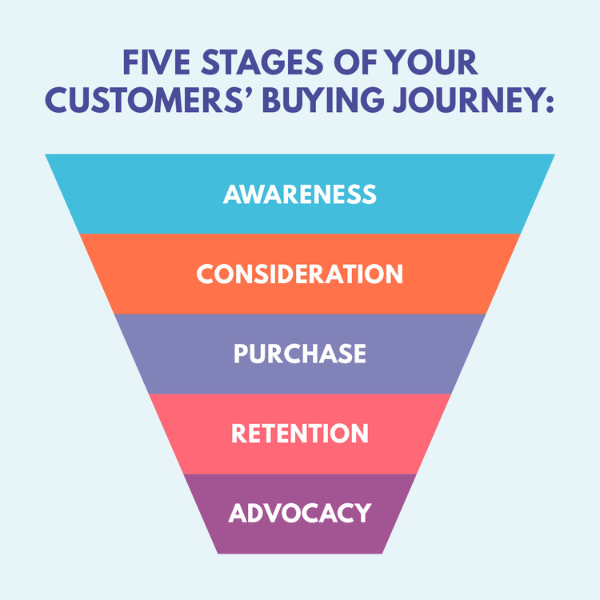 FIVE STAGES OF YOUR
CUSTOMERS’ BUYING JOURNEY:
AWARENESS
CONSIDERATION
PURCHASE
RETENTION
ADVOCACY